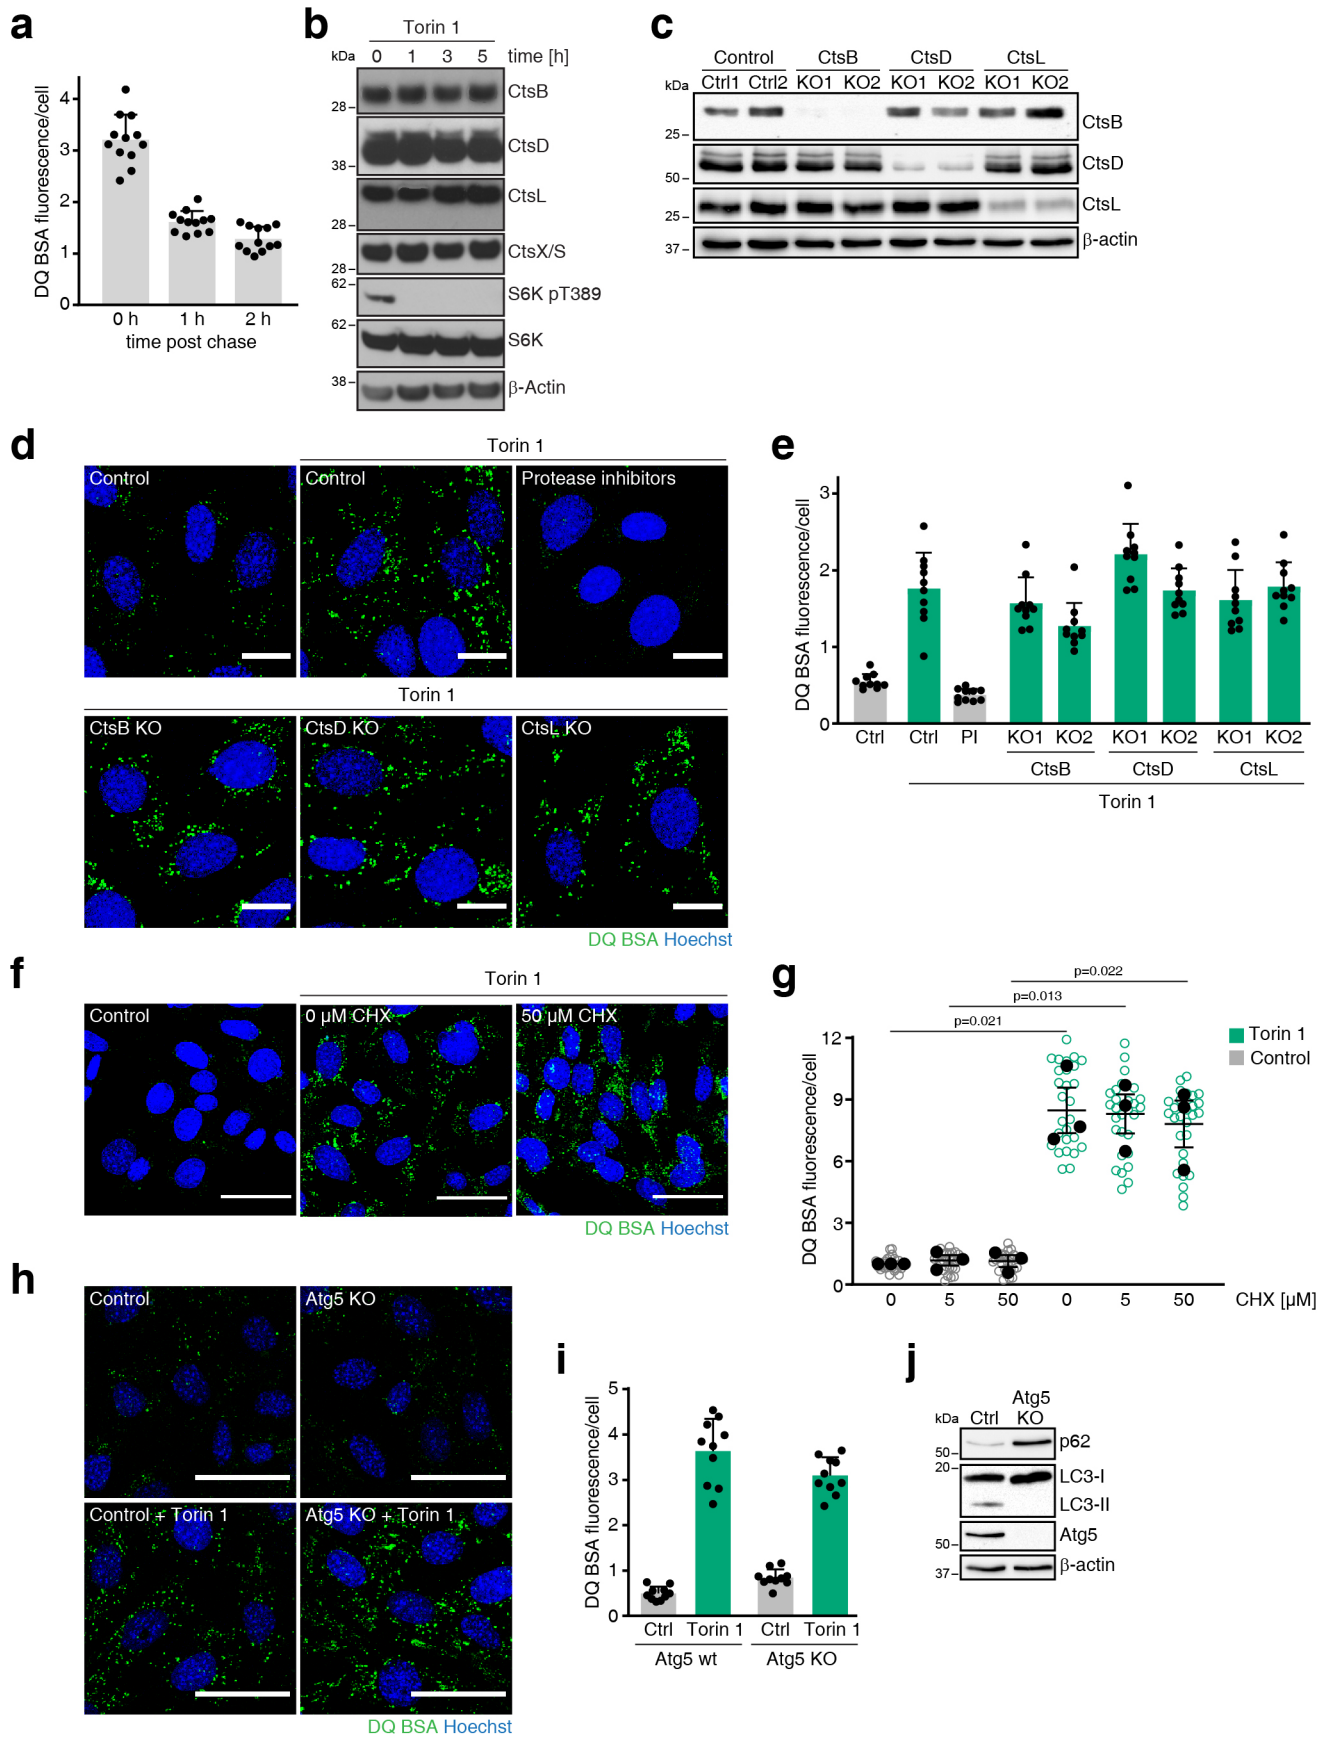 a
DQ BSA fluorescence/cell
4
3
2
1
0
0 h 1 h 2 h
time post chase
b
Torin 1
kDa 0 1 3 5 time [h]
28 CtsB
38 CtsD
28 CtsL
28 CtsX/S
62 S6K pT389
62 S6K
38 β-Actin
c
Control CtsB CtsD CtsL
kDa Ctrl1 Ctrl2 KO1 KO2 KO1 KO2 KO1 KO2
25 CtsB
50 CtsD
25 CtsL
37 β-actin
d
Torin 1
Control Control Protease inhibitors
Torin 1
CtsB KO CtsD KO CtsL KO
DQ BSA Hoechst
e
DQ BSA fluorescence/cell
3
2
1
0
Ctrl Ctrl PI KO1 KO2 KO1 KO2 KO1 KO2
CtsB CtsD CtsL
Torin 1
f
Torin 1
Control 0 µM CHX 50 µM CHX
DQ BSA Hoechst
g
p=0.022
p=0.013
p=0.021
Torin 1
Control
DQ BSA fluorescence/cell
12
9
6
3
0
0 5 50 0 5 50 CHX [µM]
h
Control Atg5 KO
Control + Torin 1 Atg5 KO + Torin 1
DQ BSA Hoechst
i
DQ BSA fluorescence/cell
5
4
3
2
1
0
Ctrl Torin 1 Ctrl Torin 1
Atg5 wt Atg5 KO
j
Atg5
kDa Ctrl KO
50 p62
20 LC3-I
LC3-II
50 Atg5
37 β-actin